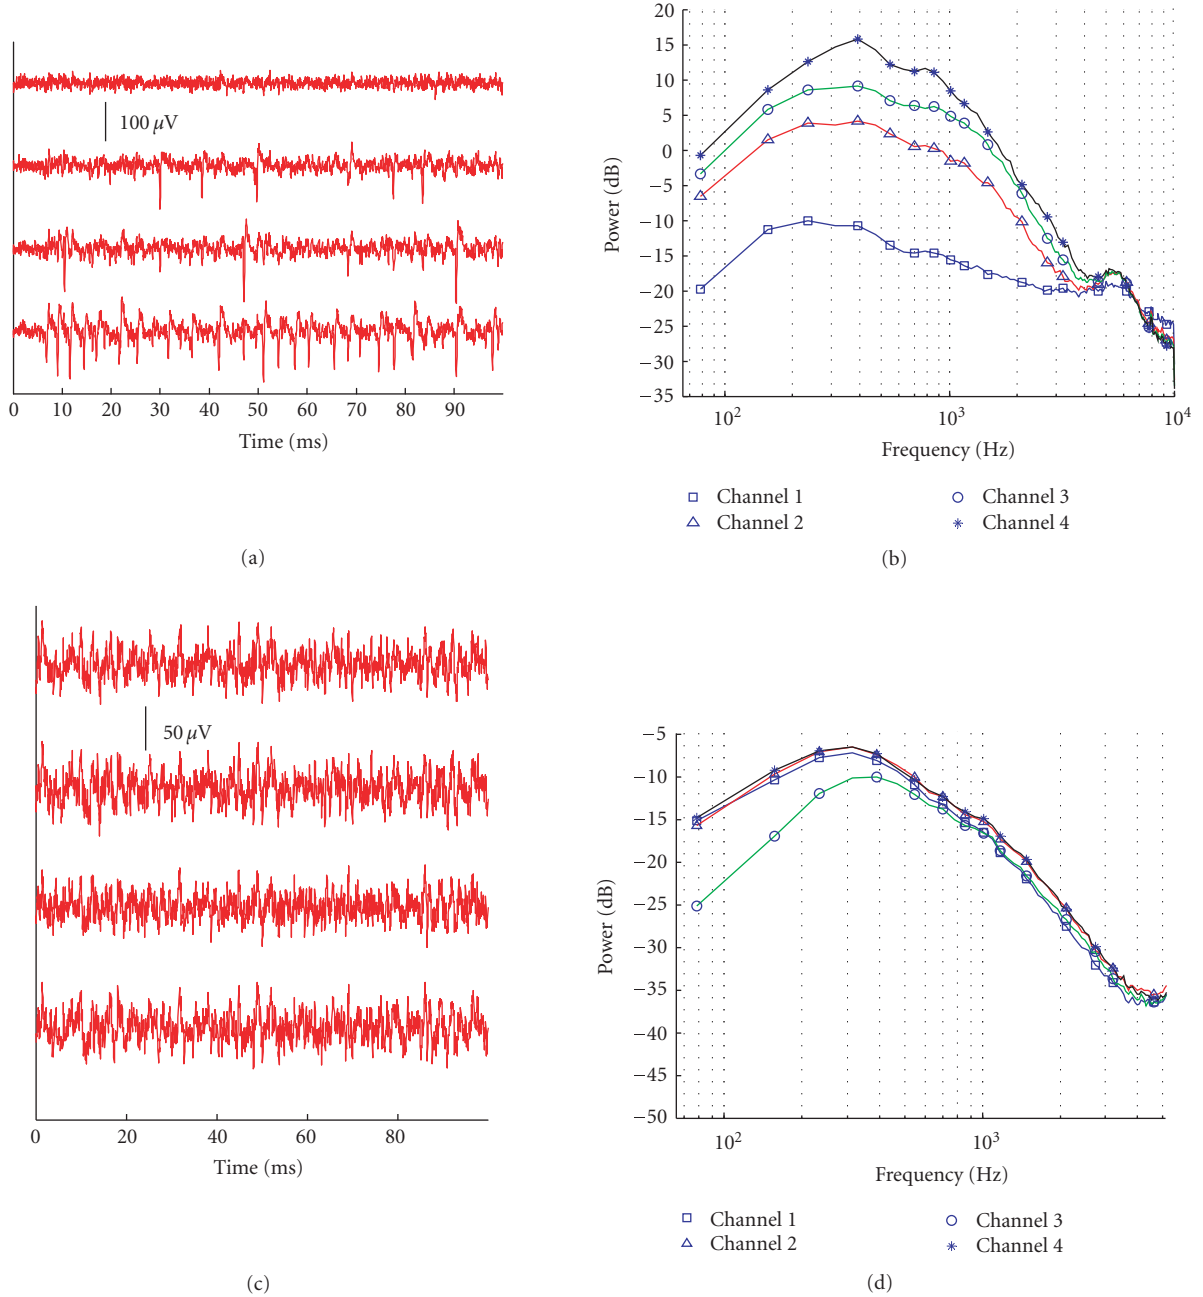 100 μV
0 10 20 30 40 50 60 70 80 90
Time (ms)
(a)
20
15
10
5
0
−5
−10
−15
−20
−25
−30
−35
Power (dB)
10² 10³ 10⁴
Frequency (Hz)
Channel 1 Channel 3
Channel 2 Channel 4
(b)
50 μV
0 20 40 60 80
Time (ms)
(c)
−5
−10
−15
−20
−25
−30
−35
−40
−45
−50
Power (dB)
10² 10³
Frequency (Hz)
Channel 1 Channel 3
Channel 2 Channel 4
(d)